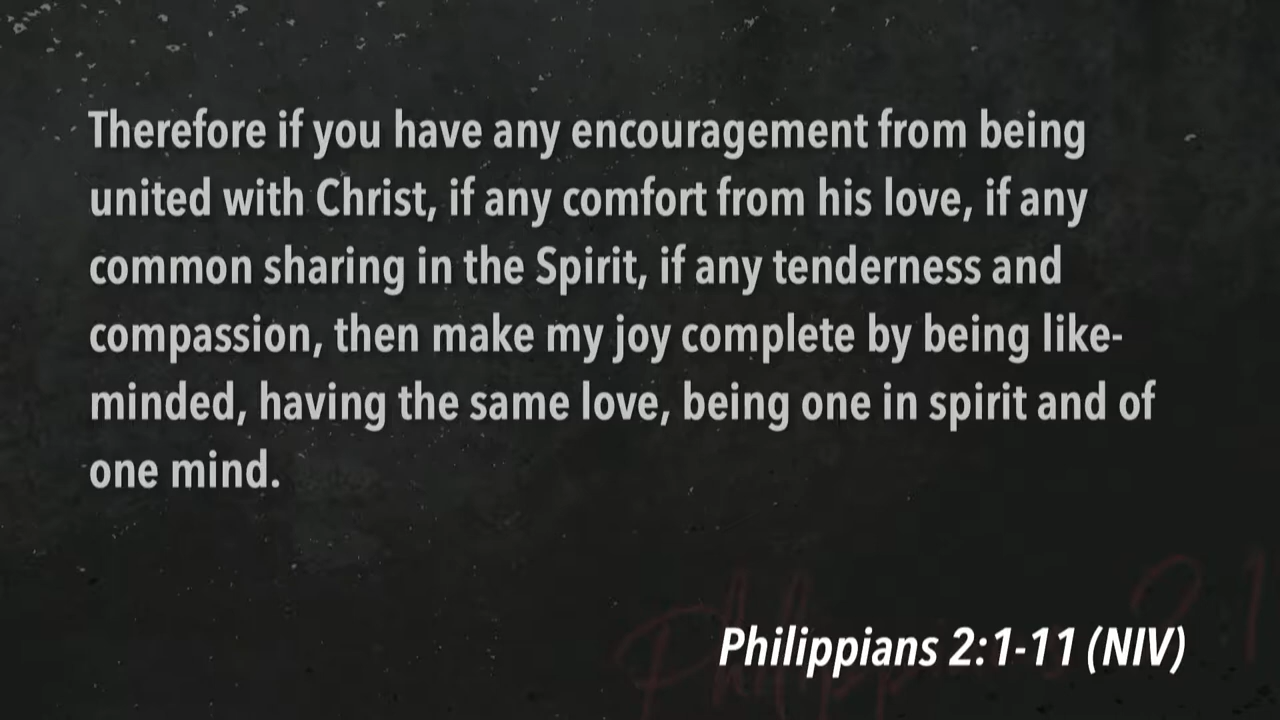 Therefore if you have any encouragement from being
united with Christ, if any comfort from his love, if any
common sharing in the Spirit, if any tenderness and
compassion, then make my joy complete by being like-
minded, having the same love, being one in spirit and of
one mind.
Philippians 2:1-11 (NIV)